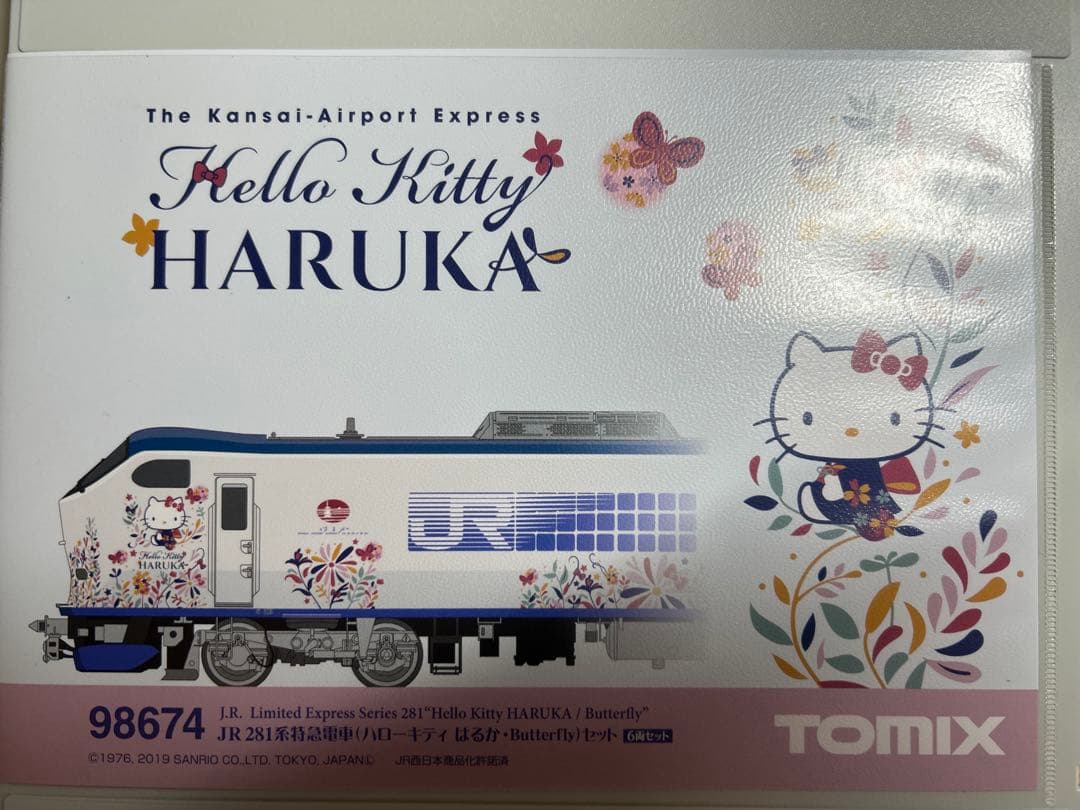 The Kansai-Airport Express
Hello Kitty
HARUKA
Hello Kitty
HARUKA
はるか
JR
98674
J.R. Limited Express Series 281“Hello Kitty HARUKA / Butterfly”
JR 281系特急電車(ハローキティ はるか・Butterfly)セット 6両セット
TOMIX
©1976, 2019 SANRIO CO.,LTD. TOKYO, JAPAN Ⓛ JR西日本商品化許諾済